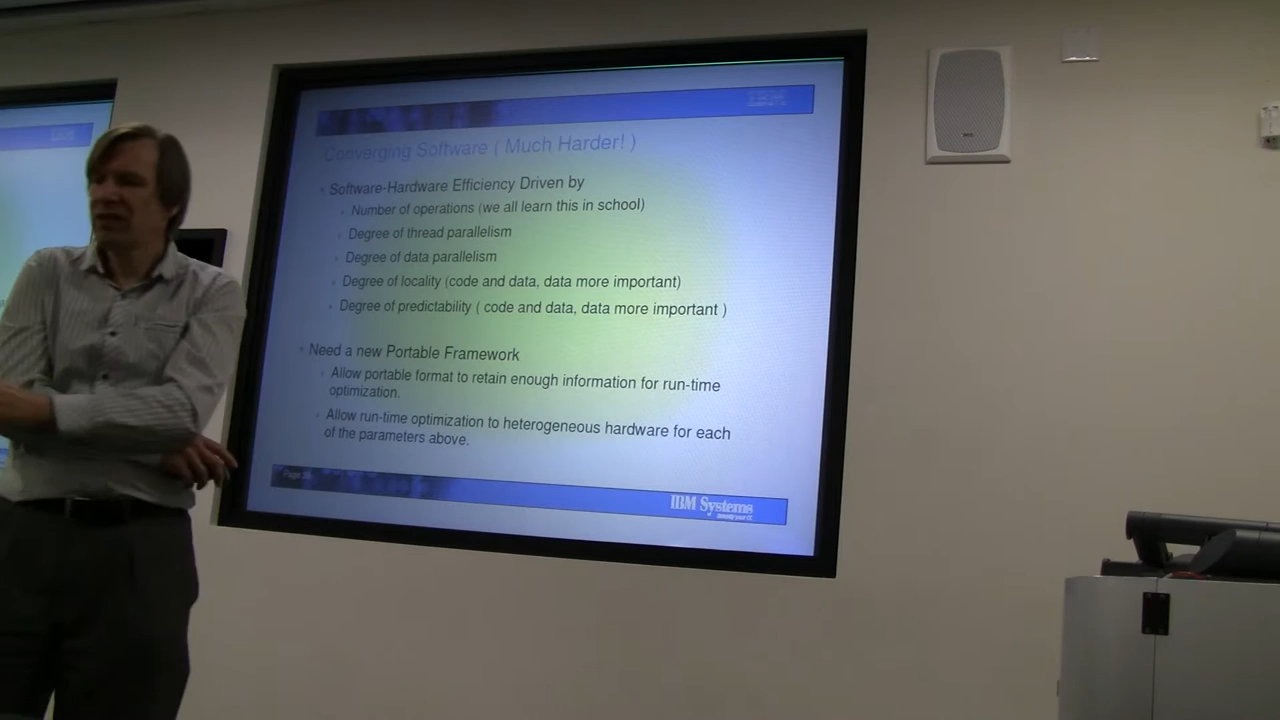 Converging Software ( Much Harder! )
Software-Hardware Efficiency Driven by
Number of operations (we all learn this in school)
Degree of thread parallelism
Degree of data parallelism
Degree of locality (code and data, data more important)
Degree of predictability ( code and data, data more important )
Need a new Portable Framework
Allow portable format to retain enough information for run-time
optimization.
Allow run-time optimization to heterogeneous hardware for each
of the parameters above.
Page
IBM Systems